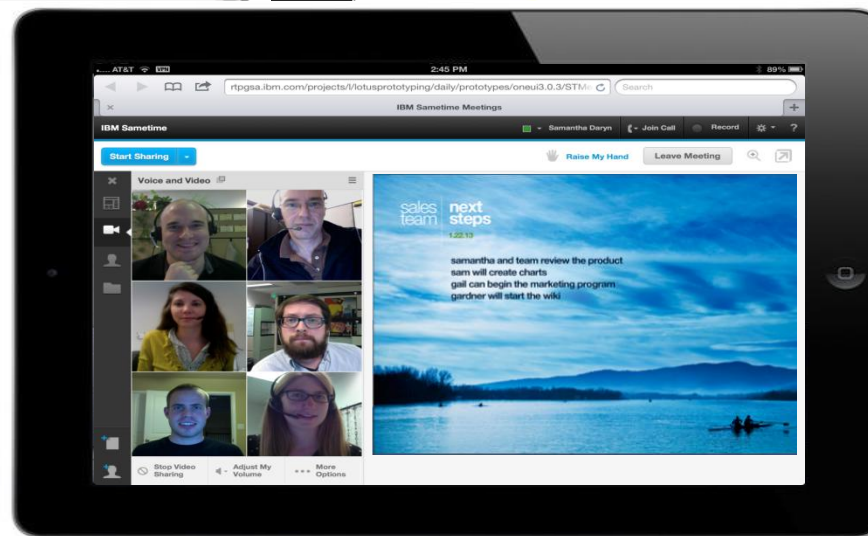 AT&T VPN 2:45 PM 89%
rtpgsa.ibm.com/projects/l/lotusprototyping/daily/prototypes/oneui3.0.3/STMe Search
IBM Sametime Meetings
IBM Sametime Samantha Daryn Join Call Record ?
Start Sharing Raise My Hand Leave Meeting
Voice and Video
sales team
next steps
1.22.13
samantha and team review the product
sam will create charts
gail can begin the marketing program
gardner will start the wiki
Stop Video Sharing
Adjust My Volume
More Options